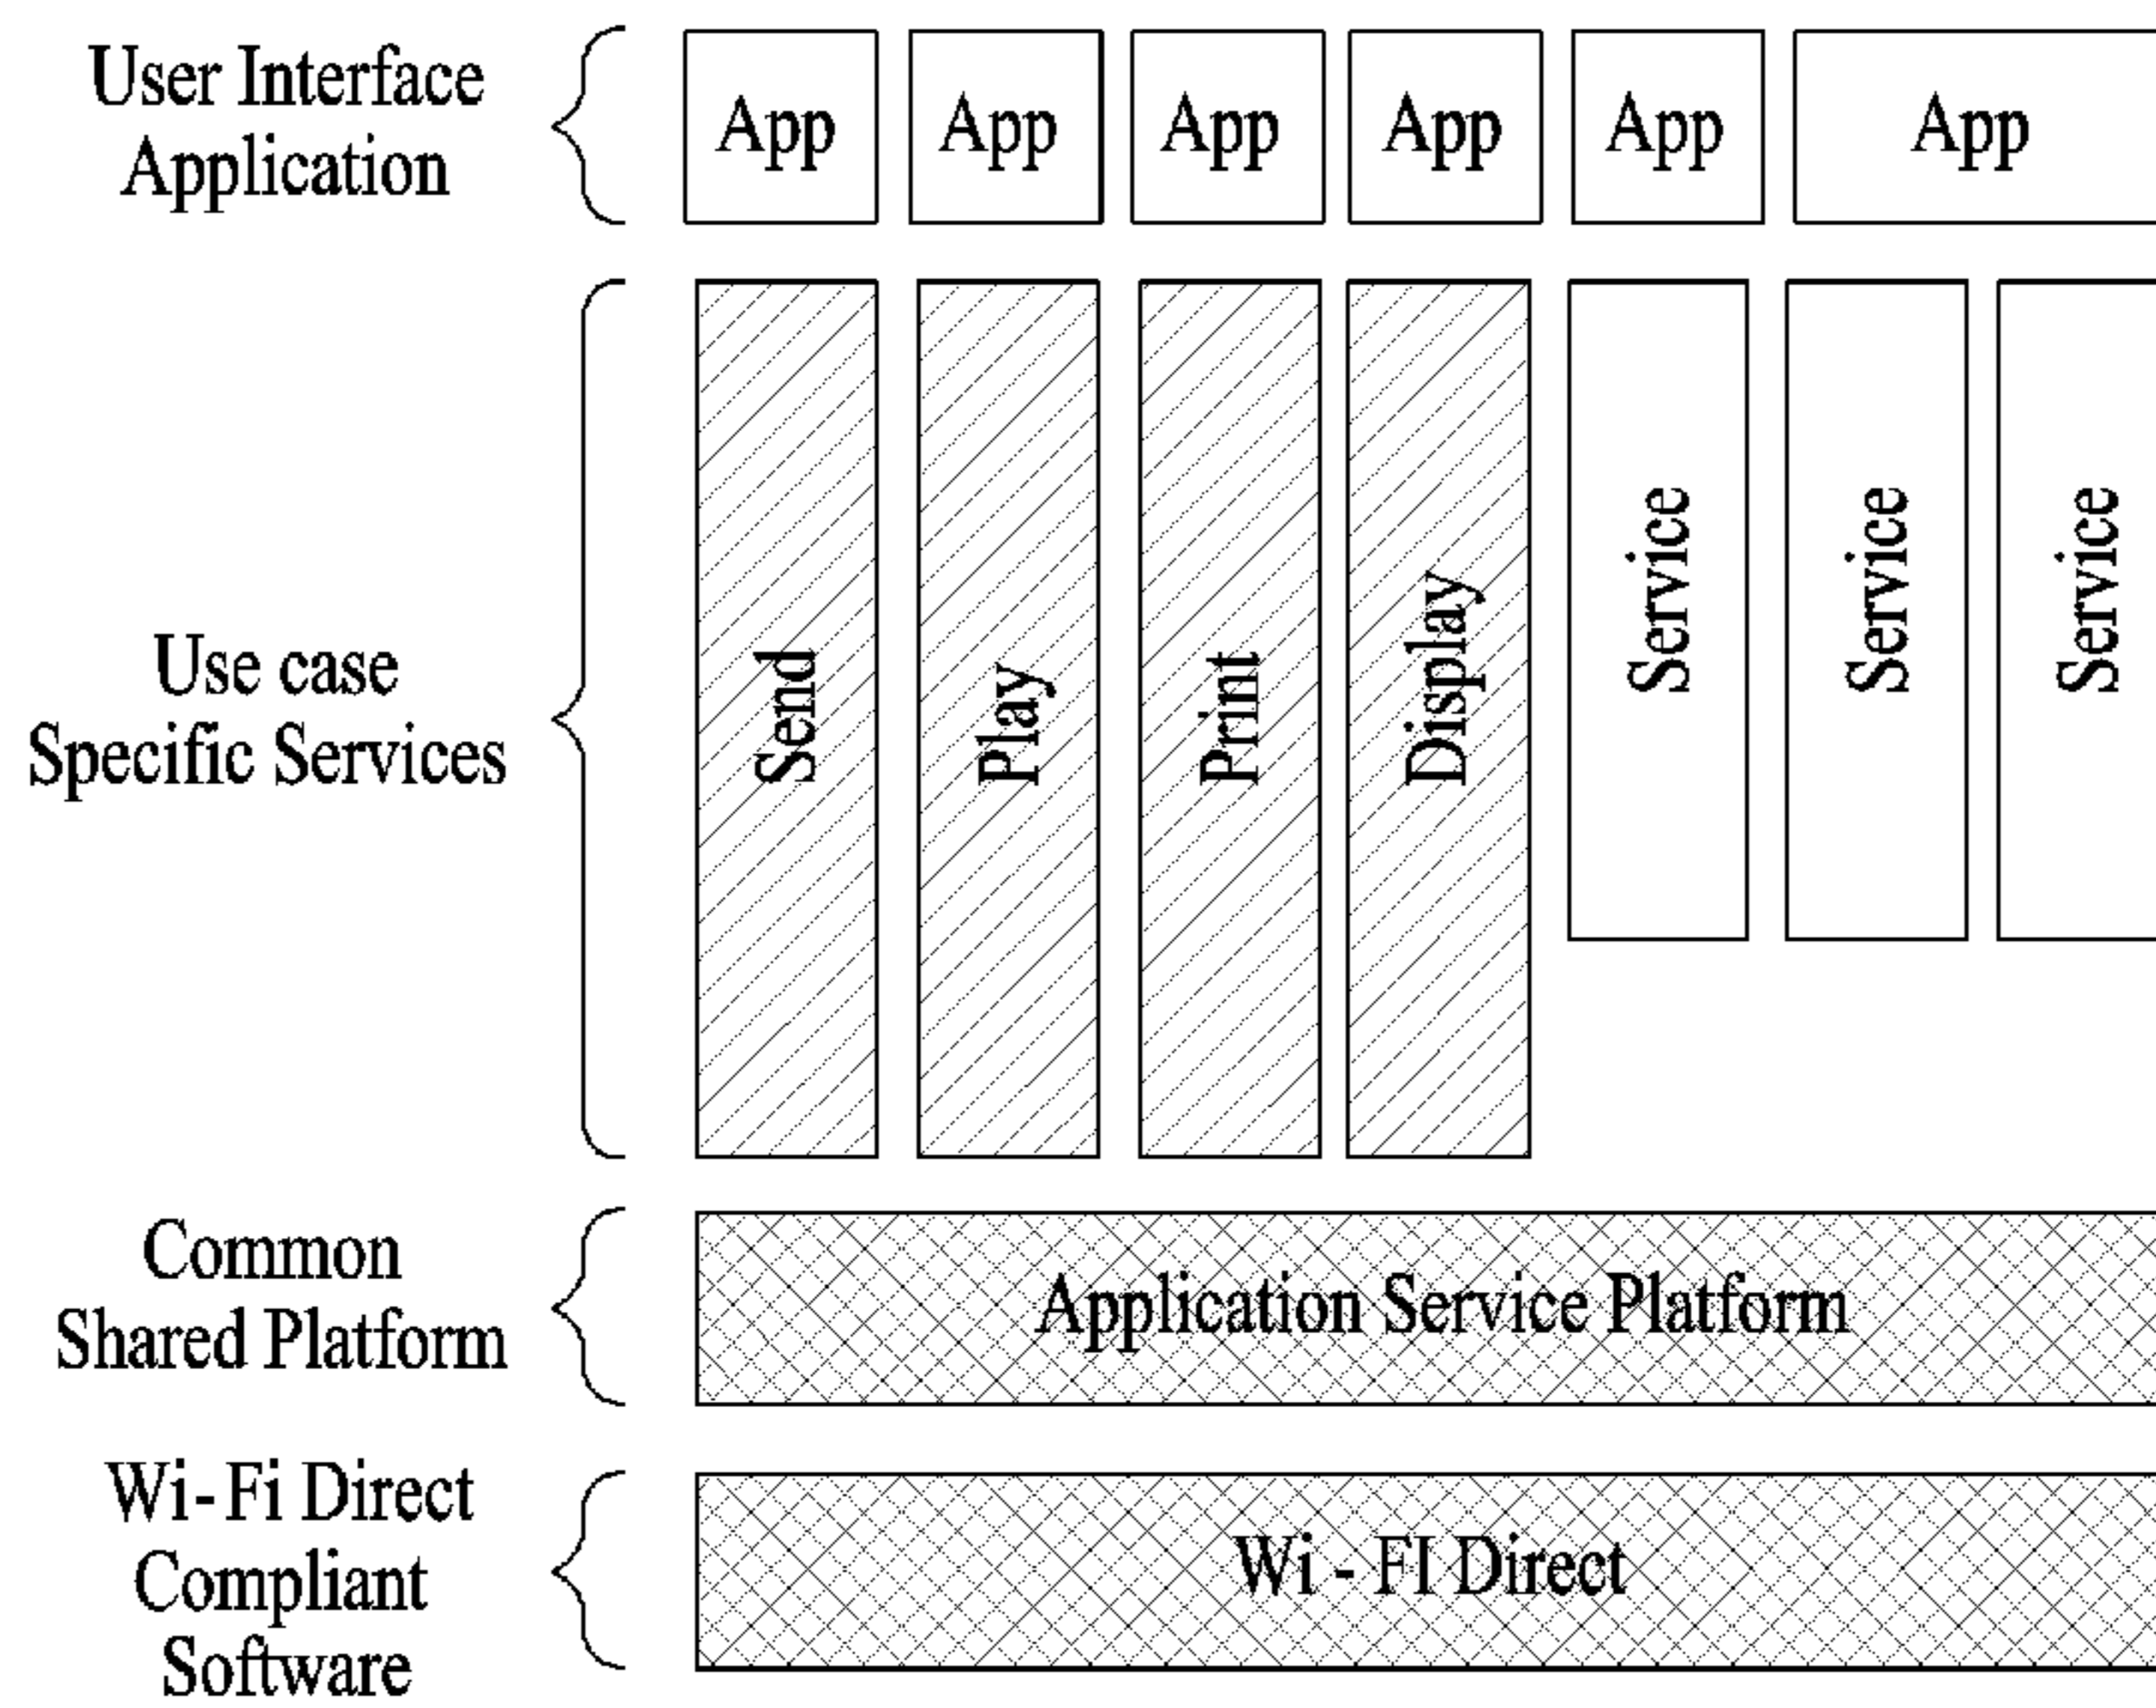 User Interface
Application
App App App App App App
Use case
Specific Services
Send
Play
Print
Display
Service
Service
Service
Common
Shared Platform
Application Service Platform
Wi-Fi Direct
Compliant
Software
Wi - FI Direct